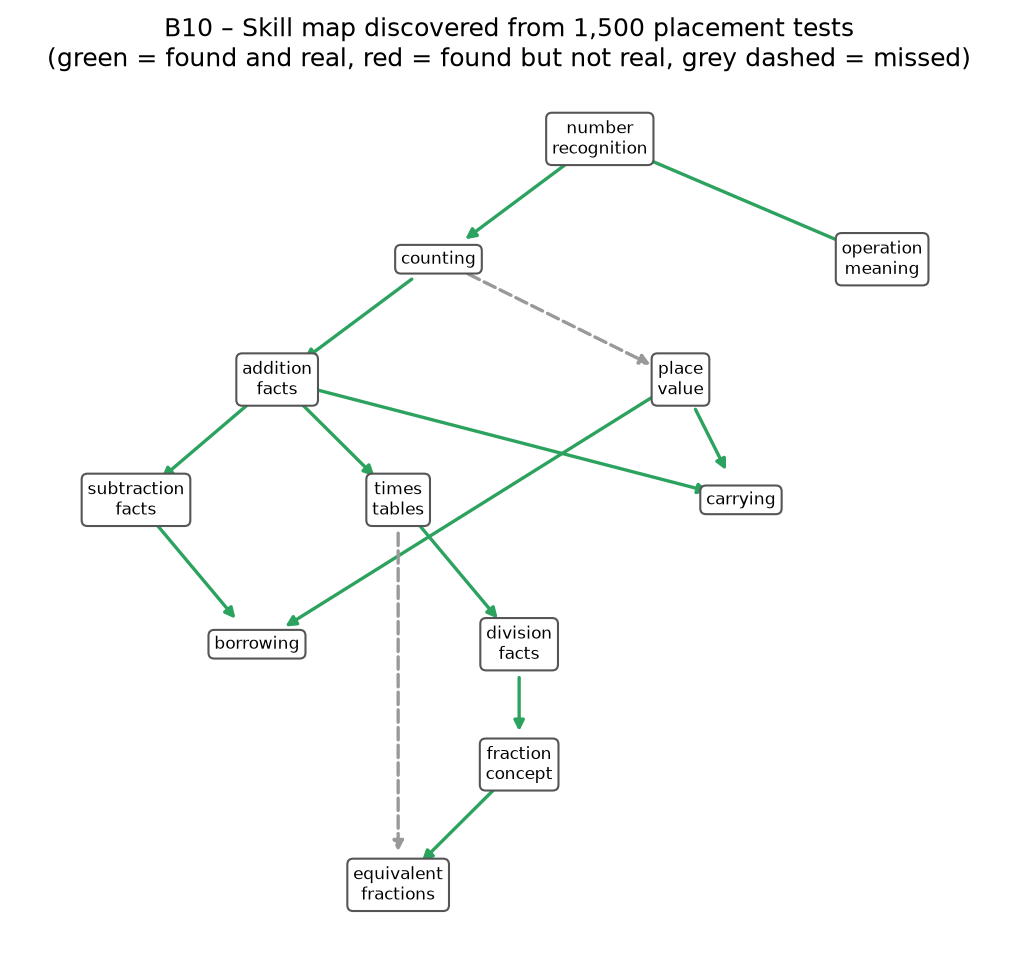 B10 – Skill map discovered from 1,500 placement tests
(green = found and real, red = found but not real, grey dashed = missed)
number
recognition
operation
meaning
counting
addition
facts
place
value
subtraction
facts
times
tables
carrying
borrowing
division
facts
fraction
concept
equivalent
fractions